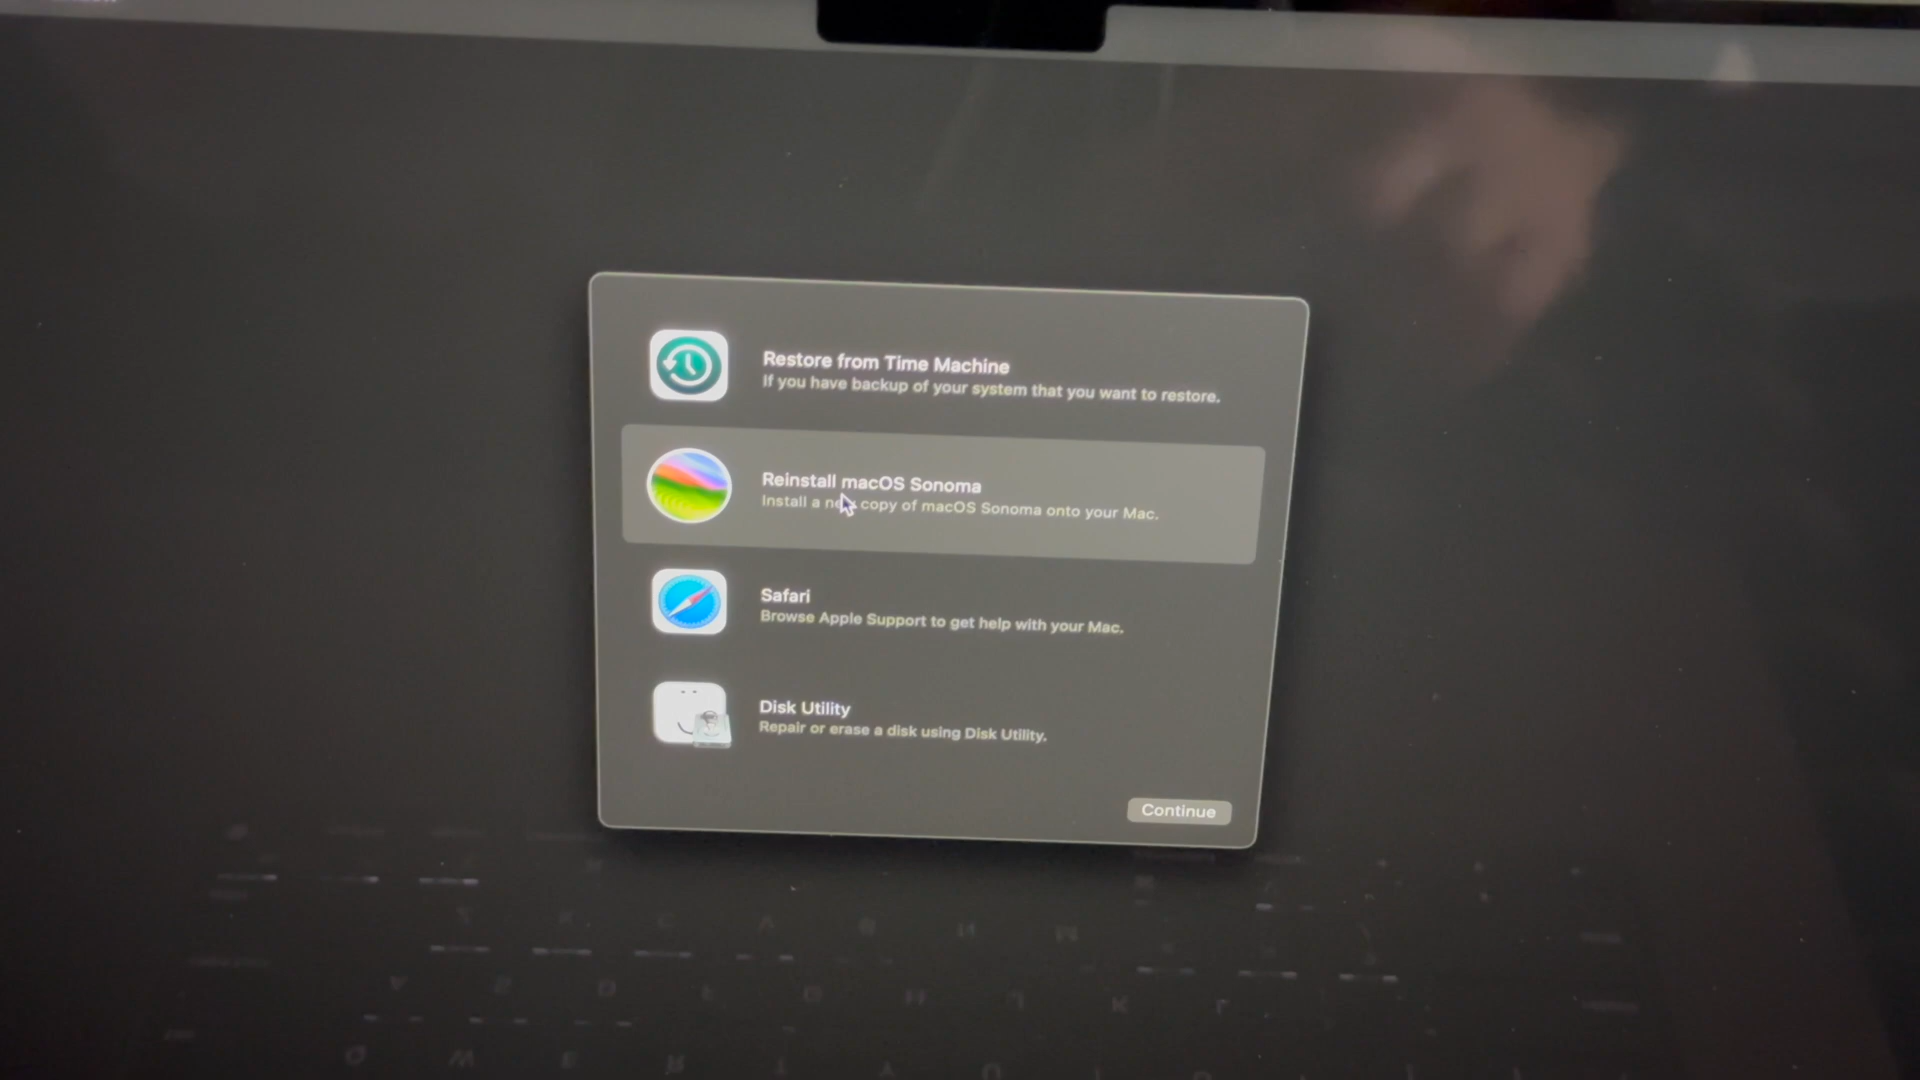 Restore from Time Machine
If you have backup of your system that you want to restore.
Reinstall macOS Sonoma
Install a new copy of macOS Sonoma onto your Mac.
Safari
Browse Apple Support to get help with your Mac.
Disk Utility
Repair or erase a disk using Disk Utility.
Continue